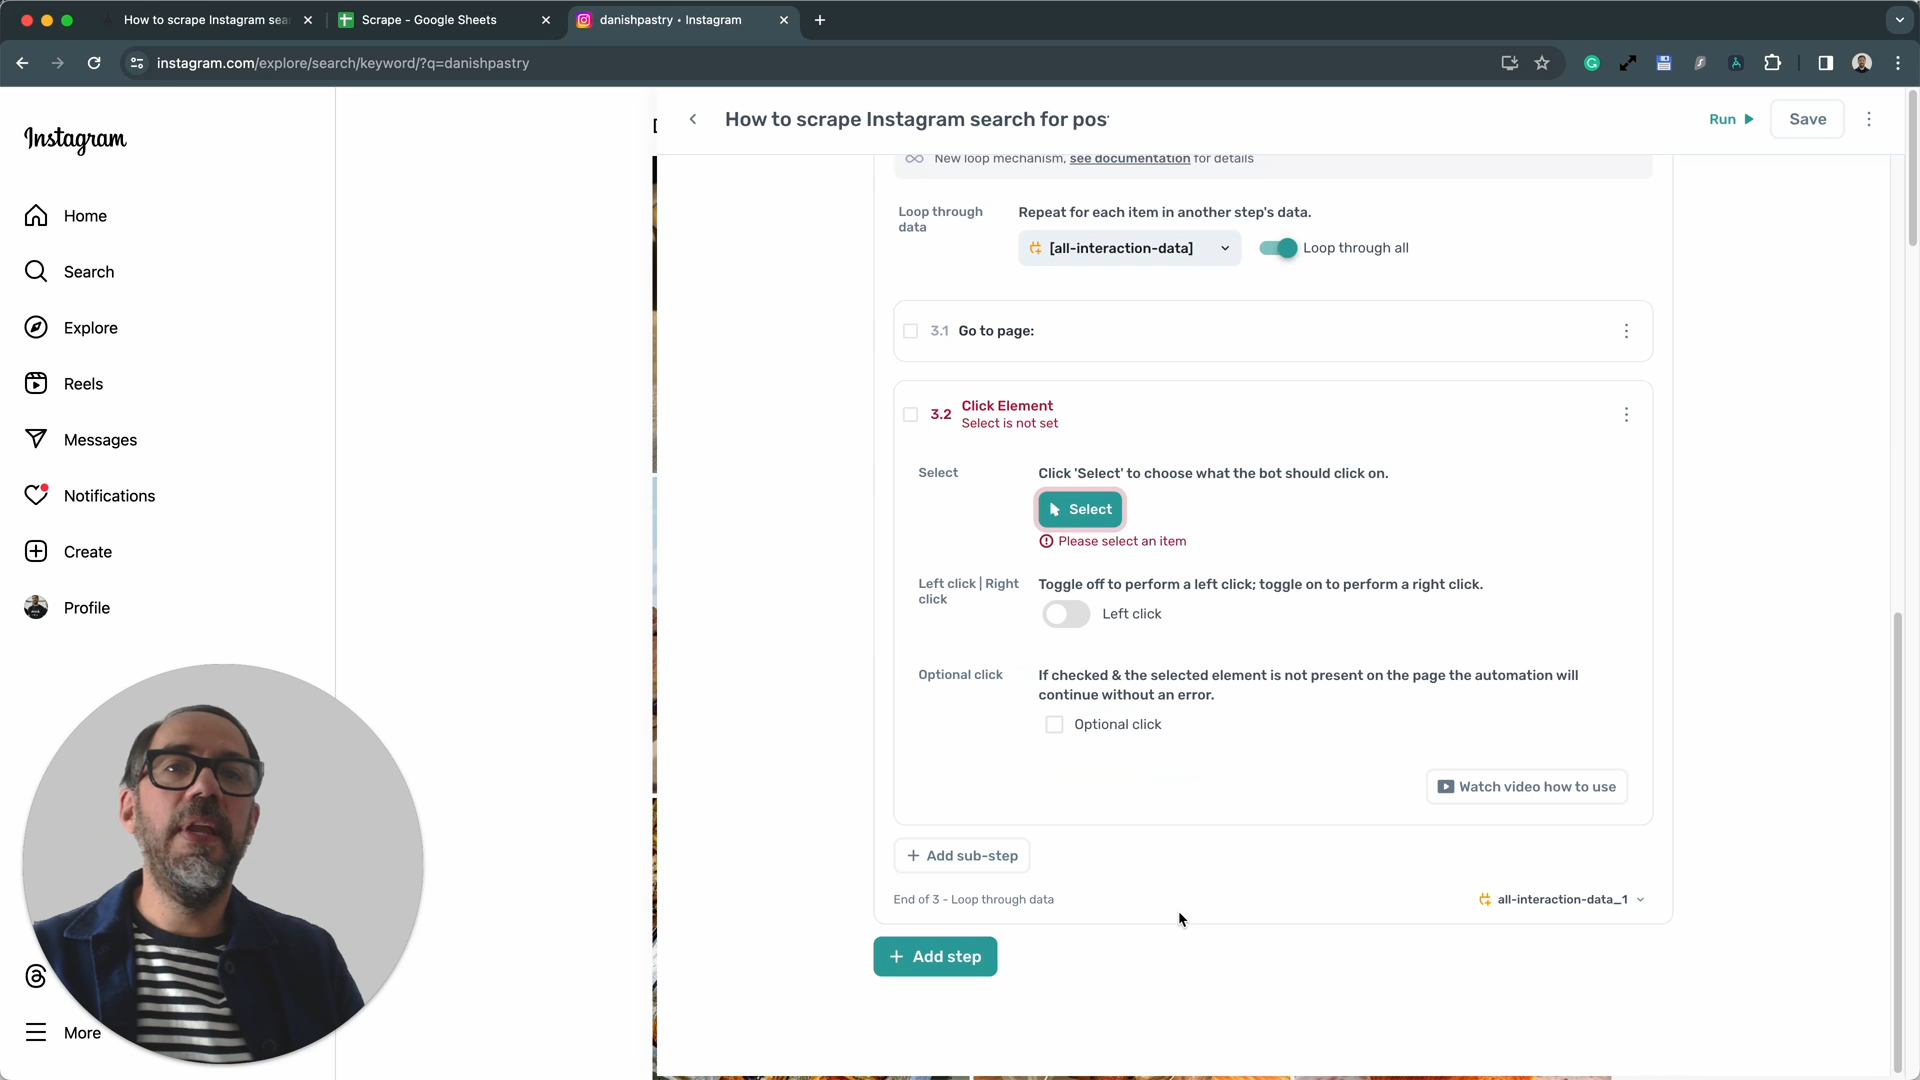 How to scrape Instagram sea
Scrape - Google Sheets
danishpastry • Instagram
instagram.com/explore/search/keyword/?q=danishpastry
Instagram
Home
Search
Explore
Reels
Messages
Notifications
Create
Profile
More
How to scrape Instagram search for pos
Run
Save
New loop mechanism, see documentation for details
Loop through data
Repeat for each item in another step's data.
[all-interaction-data]
Loop through all
3.1 Go to page:
3.2 Click Element
Select is not set
Select
Click 'Select' to choose what the bot should click on.
Select
Please select an item
Left click | Right click
Toggle off to perform a left click; toggle on to perform a right click.
Left click
Optional click
If checked & the selected element is not present on the page the automation will
continue without an error.
Optional click
Watch video how to use
+ Add sub-step
End of 3 - Loop through data
all-interaction-data_1
+ Add step